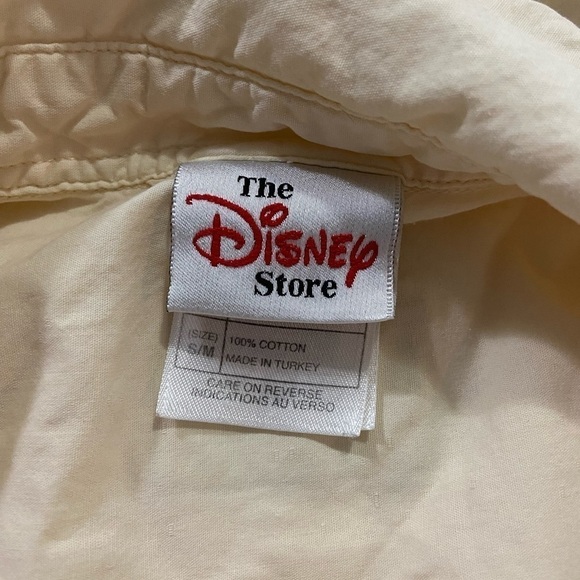 The
Disney
Store
(SIZE)
S/M
100% COTTON
MADE IN TURKEY
CARE ON REVERSE
INDICATIONS AU VERSO